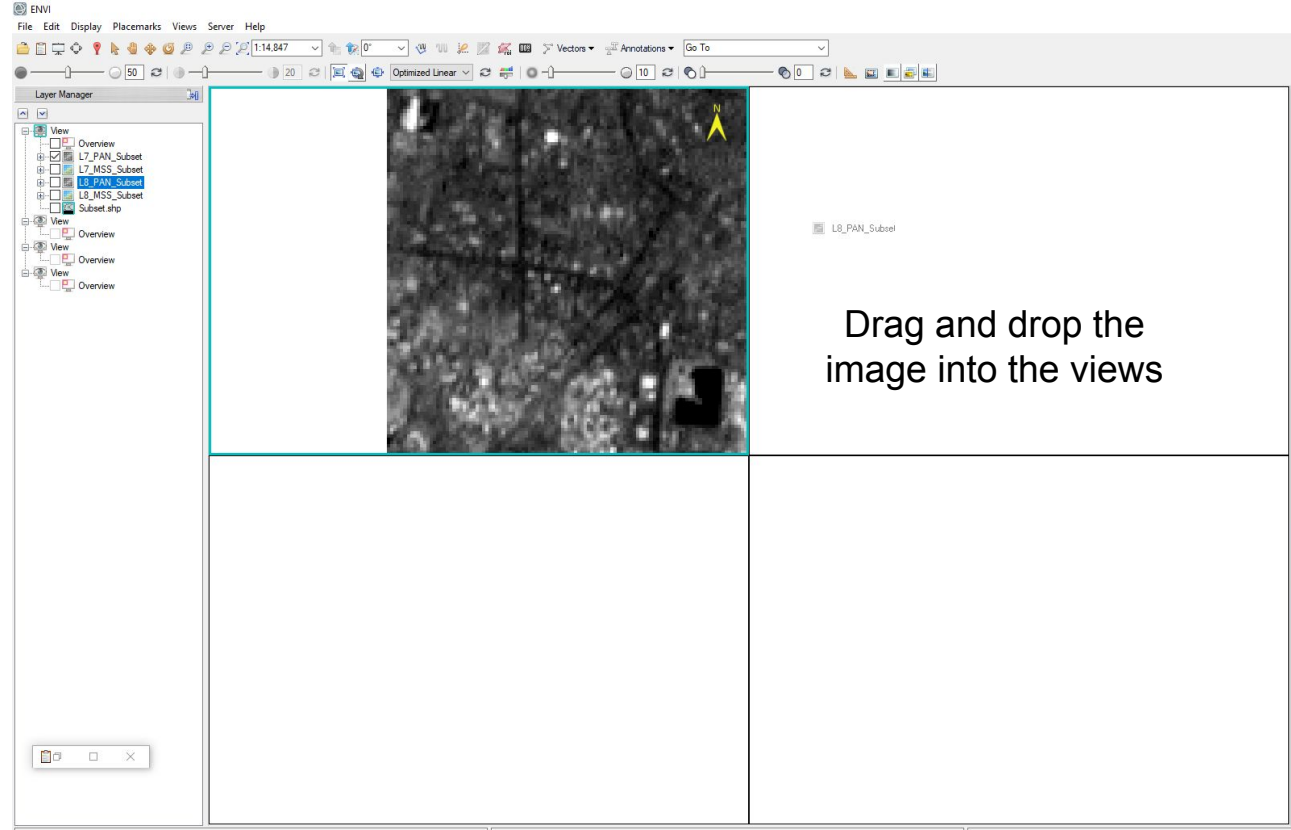 ENVI
File Edit Display Placemarks Views Server Help
1:14,847 0° Vectors Annotations Go To
50 20 Optimized Linear 10 0
Layer Manager
View
Overview
L7_PAN_Subset
L7_MSS_Subset
L8_PAN_Subset
L8_MSS_Subset
Subset.shp
View
Overview
View
Overview
View
Overview
N
L8_PAN_Subset
Drag and drop the
image into the views